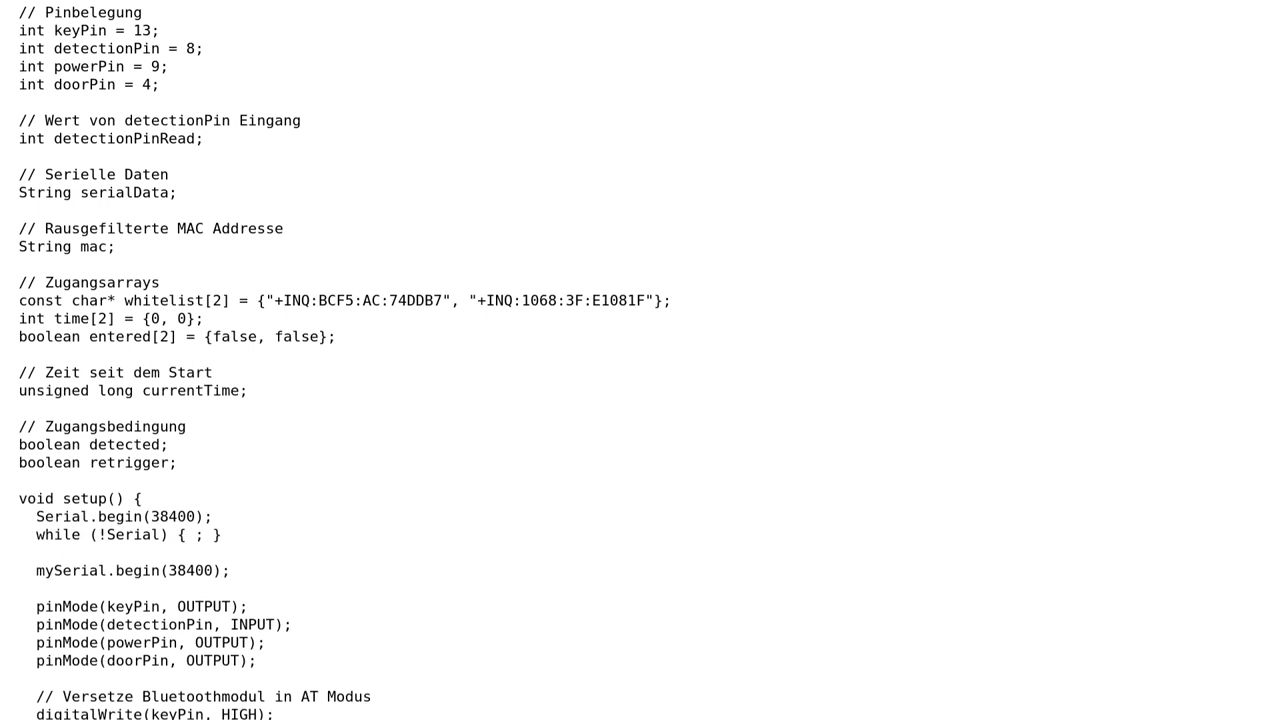 // Pinbelegung
int keyPin = 13;
int detectionPin = 8;
int powerPin = 9;
int doorPin = 4;

// Wert von detectionPin Eingang
int detectionPinRead;

// Serielle Daten
String serialData;

// Rausgefilterte MAC Addresse
String mac;

// Zugangsarrays
const char* whitelist[2] = {"+INQ:BCF5:AC:74DDB7", "+INQ:1068:3F:E1081F"};
int time[2] = {0, 0};
boolean entered[2] = {false, false};

// Zeit seit dem Start
unsigned long currentTime;

// Zugangsbedingung
boolean detected;
boolean retrigger;

void setup() {
  Serial.begin(38400);
  while (!Serial) { ; }

  mySerial.begin(38400);

  pinMode(keyPin, OUTPUT);
  pinMode(detectionPin, INPUT);
  pinMode(powerPin, OUTPUT);
  pinMode(doorPin, OUTPUT);

  // Versetze Bluetoothmodul in AT Modus
  digitalWrite(keyPin, HIGH);